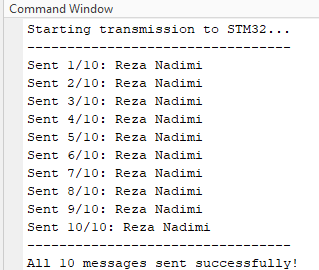 Command Window
Starting transmission to STM32...
------------------------------
Sent 1/10: Reza Nadimi
Sent 2/10: Reza Nadimi
Sent 3/10: Reza Nadimi
Sent 4/10: Reza Nadimi
Sent 5/10: Reza Nadimi
Sent 6/10: Reza Nadimi
Sent 7/10: Reza Nadimi
Sent 8/10: Reza Nadimi
Sent 9/10: Reza Nadimi
Sent 10/10: Reza Nadimi
------------------------------
All 10 messages sent successfully!